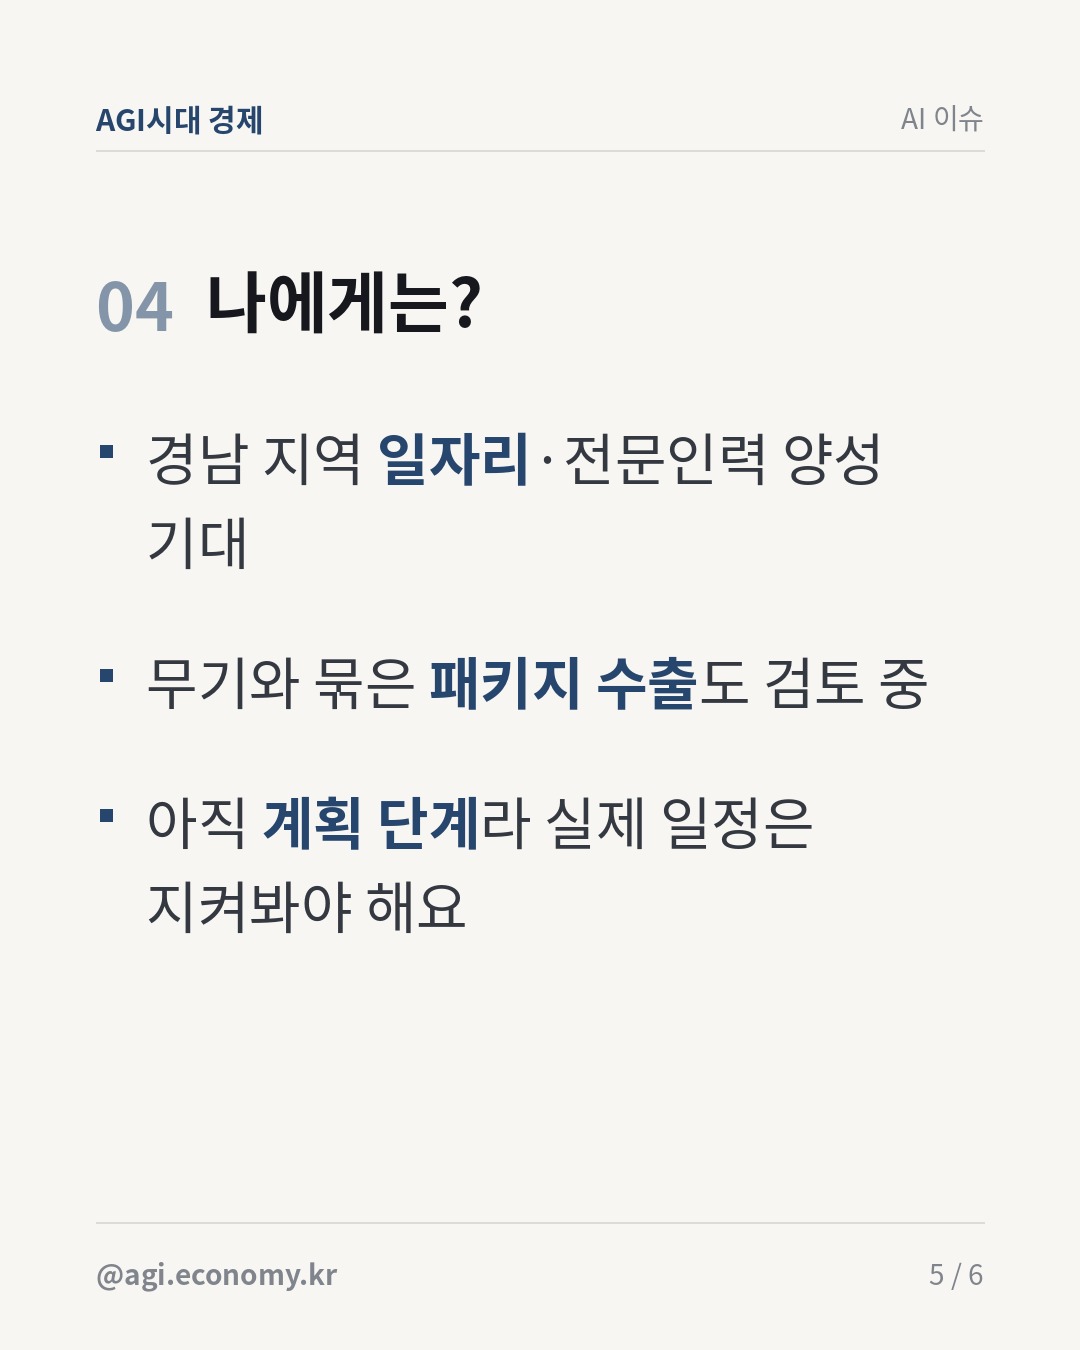 AGI시대 경제
AI 이슈
04 나에게는?
▪ 경남 지역 일자리·전문인력 양성
기대
▪ 무기와 묶은 패키지 수출도 검토 중
▪ 아직 계획 단계라 실제 일정은
지켜봐야 해요
@agi.economy.kr
5 / 6